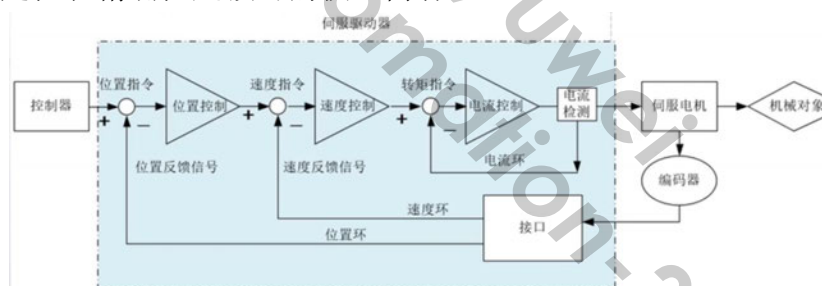 伺服驱动器
位置指令
速度指令
转矩指令
控制器
位置控制
速度控制
电流控制
电流
检测
伺服电机
机械对象
位置反馈信号
速度反馈信号
电流环
编码器
速度环
接口
位置环